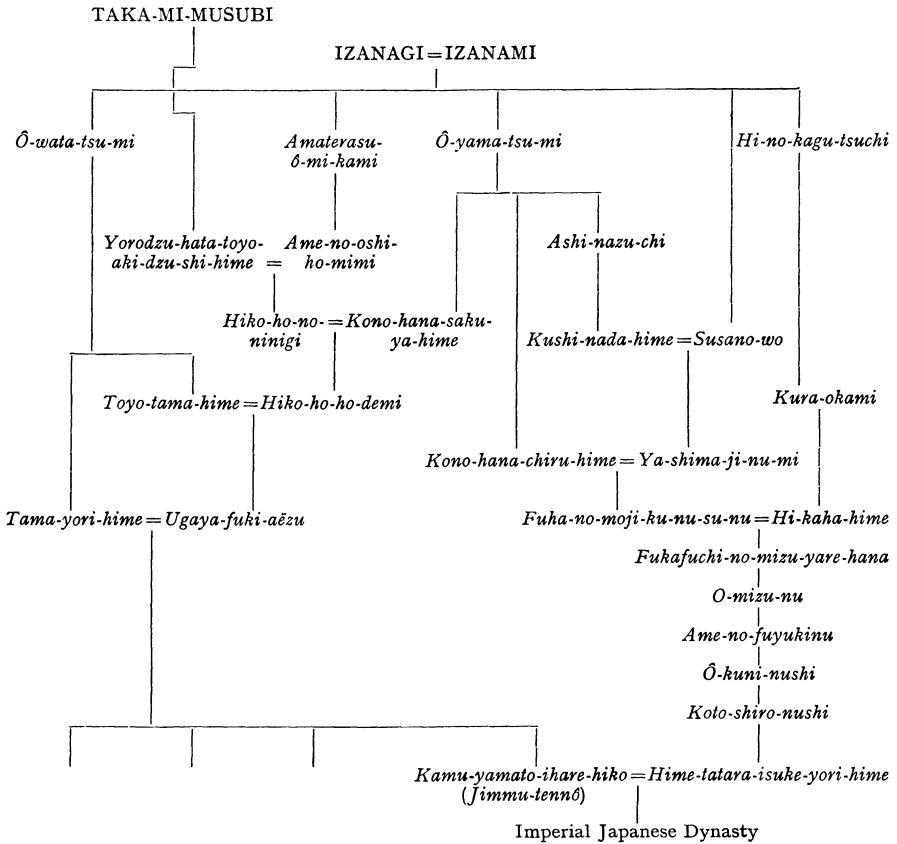 TAKA-MI-MUSUBI
IZANAGI=IZANAMI
Ô-wata-tsu-mi
Amaterasu-
ô-mi-kami
Ô-yama-tsu-mi
Hi-no-kagu-tsuchi
Yorodzu-hata-toyo-
aki-dzu-shi-hime
=
Ame-no-oshi-
ho-mimi
Ashi-nazu-chi
Hiko-ho-no-
ninigi
=
Kono-hana-saku-
ya-hime
Kushi-nada-hime=Susano-wo
Kura-okami
Toyo-tama-hime=Hiko-ho-ho-demi
Kono-hana-chiru-hime=Ya-shima-ji-nu-mi
Tama-yori-hime=Ugaya-fuki-aëzu
Fuha-no-moji-ku-nu-su-nu=Hi-kaha-hime
Fukafuchi-no-mizu-yare-hana
O-mizu-nu
Ame-no-fuyukinu
Ô-kuni-nushi
Koto-shiro-nushi
Kamu-yamato-ihare-hiko=Hime-tatara-isuke-yori-hime
(Jimmu-tennô)
Imperial Japanese Dynasty